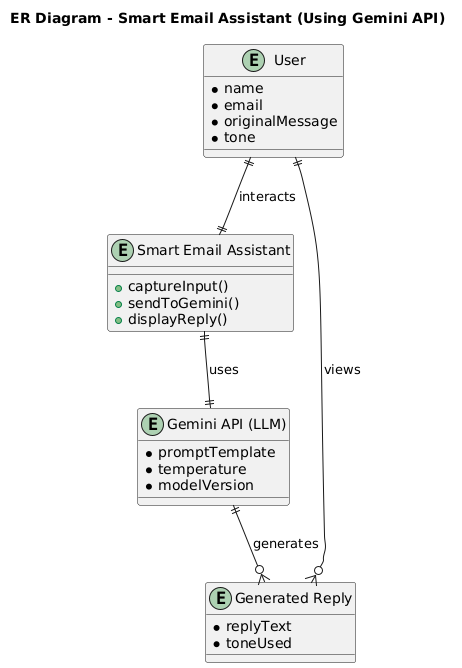 ER Diagram - Smart Email Assistant (Using Gemini API)
E User
name
email
originalMessage
tone
interacts
E Smart Email Assistant
captureInput()
sendToGemini()
displayReply()
uses
views
E Gemini API (LLM)
promptTemplate
temperature
modelVersion
generates
E Generated Reply
replyText
toneUsed